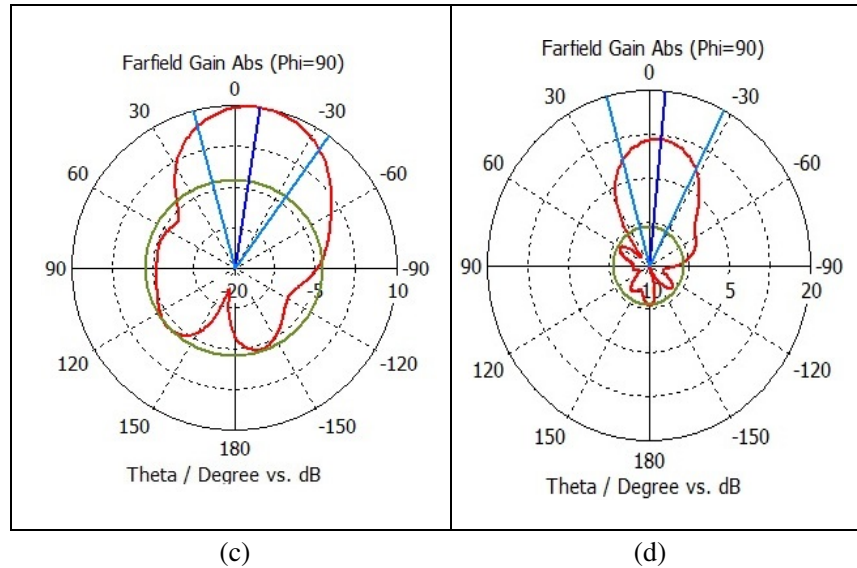 Farfield Gain Abs (Phi=90)
0
30 -30
60 -60
90 -20 -5 10 -90
120 -120
150 -150
180
Theta / Degree vs. dB
(c)
Farfield Gain Abs (Phi=90)
0
30 -30
60 -60
90 5 20 -90
120 -120
150 -150
180
Theta / Degree vs. dB
(d)